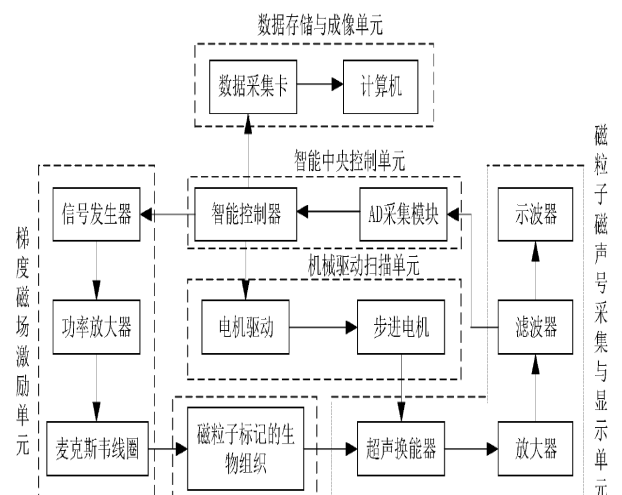 数据存储与成像单元
数据采集卡
计算机
智能中央控制单元
信号发生器
智能控制器
AD采集模块
示波器
机械驱动扫描单元
功率放大器
电机驱动
步进电机
滤波器
麦克斯韦线圈
磁粒子标记的生
物组织
超声换能器
放大器
梯度磁场激励单元
磁粒子磁声号采集与显示单元